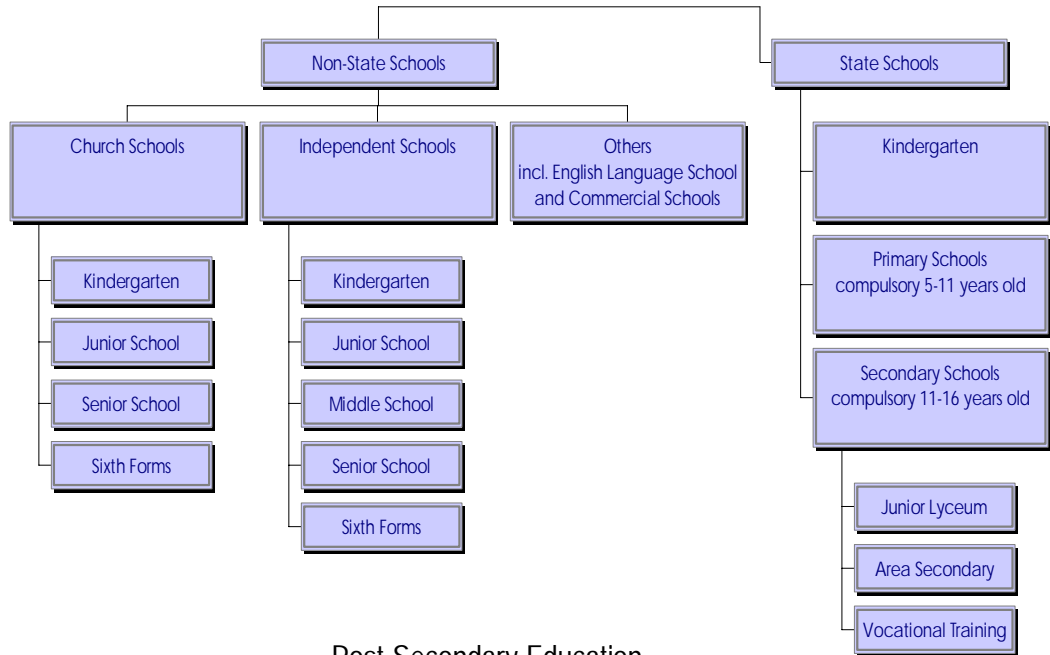 Non-State Schools
State Schools
Church Schools
Independent Schools
Others
incl. English Language School
and Commercial Schools
Kindergarten
Primary Schools
compulsory 5-11 years old
Secondary Schools
compulsory 11-16 years old
Kindergarten
Junior School
Senior School
Sixth Forms
Kindergarten
Junior School
Middle School
Senior School
Sixth Forms
Junior Lyceum
Area Secondary
Vocational Training
Post Secondary Education